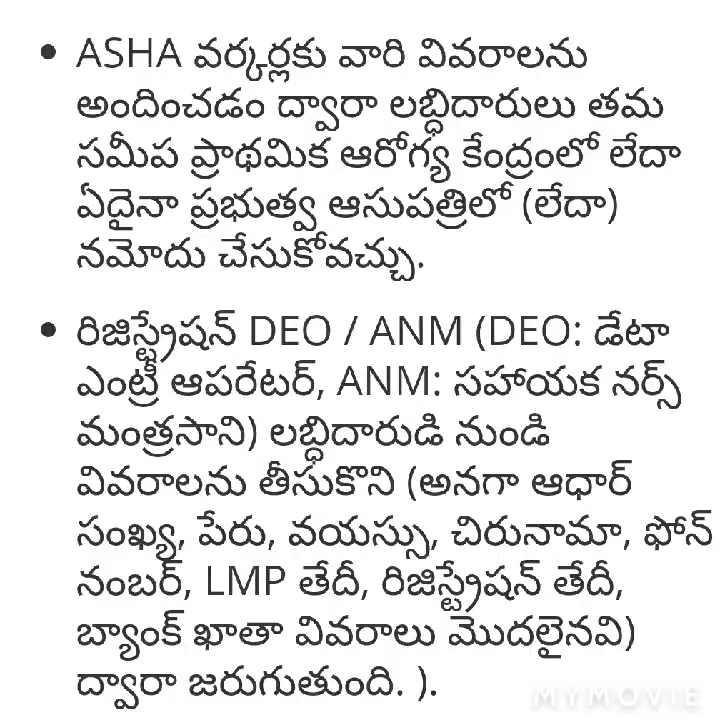 • ASHA వర్కర్లకు వారి వివరాలను
అందించడం ద్వారా లబ్ధిదారులు తమ
సమీప ప్రాథమిక ఆరోగ్య కేంద్రంలో లేదా
ఏదైనా ప్రభుత్వ ఆసుపత్రిలో (లేదా)
నమోదు చేసుకోవచ్చు.
• రిజిస్ట్రేషన్ DEO / ANM (DEO: డేటా
ఎంట్రీ ఆపరేటర్, ANM: సహాయక నర్స్
మంత్రసాని) లబ్ధిదారుడి నుండి
వివరాలను తీసుకొని (అనగా ఆధార్
సంఖ్య, పేరు, వయస్సు, చిరునామా, ఫోన్
నంబర్, LMP తేదీ, రిజిస్ట్రేషన్ తేదీ,
బ్యాంక్ ఖాతా వివరాలు మొదలైనవి)
ద్వారా జరుగుతుంది. ).
MYMOVIE